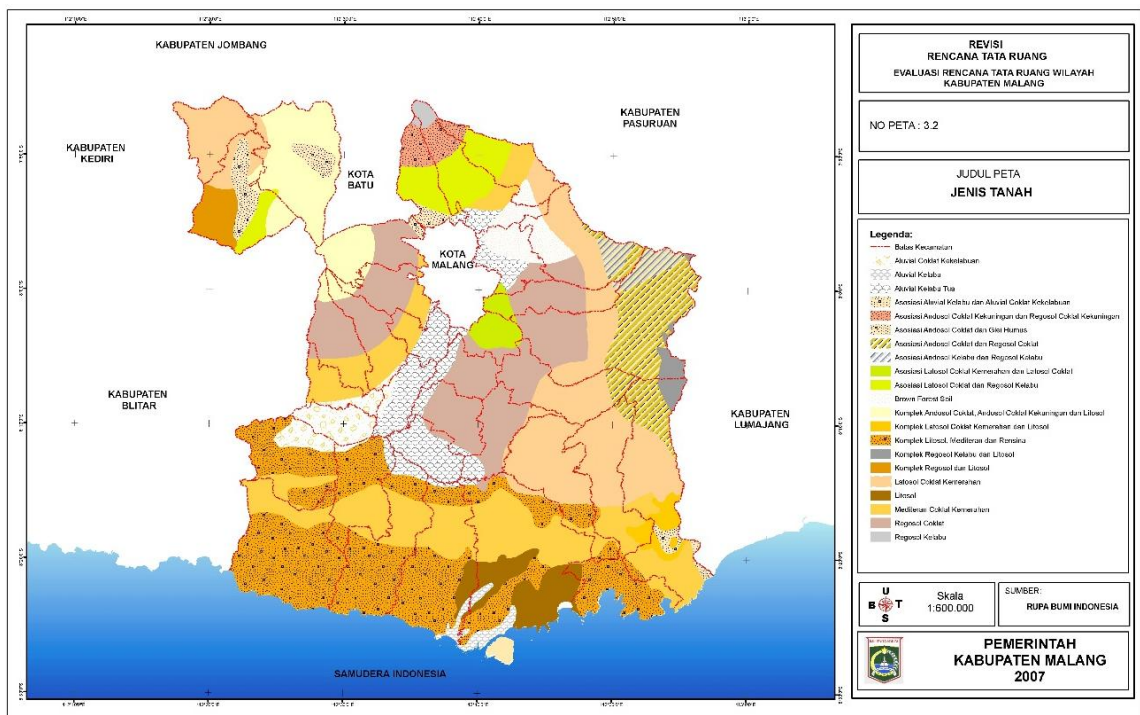 KABUPATEN JOMBANG
KABUPATEN
PASURUAN
KABUPATEN
KEDIRI
KOTA
BATU
KOTA
MALANG
KABUPATEN
BLITAR
KABUPATEN
LUMAJANG
SAMUDERA INDONESIA
REVISI
RENCANA TATA RUANG
EVALUASI RENCANA TATA RUANG WILAYAH
KABUPATEN MALANG
NO PETA : 3.2
JUDUL PETA
JENIS TANAH
Legenda:
Batas Kecamatan
Aluvial Coklat Kekelabuan
Aluvial Kelabu
Aluvial Kelabu Tua
Asosiasi Aluvial Kelabu dan Aluvial Coklat Kekelabuan
Asosiasi Andosol Coklat Kekuningan dan Regosol Coklat Kekuningan
Asosiasi Andosol Coklat dan Glei Humus
Asosiasi Andosol Coklat dan Regosol Coklat
Asosiasi Andosol Kelabu dan Regosol Kelabu
Asosiasi Latosol Coklat Kemerahan dan Latosol Coklat
Asosiasi Latosol Coklat dan Regosol Kelabu
Brown Forest Soil
Komplek Andosol Coklat, Andosol Coklat Kekuningan dan Litosol
Komplek Latosol Coklat Kemerahan dan Litosol
Komplek Litosol, Mediteran dan Rensina
Komplek Regosol Kelabu dan Litosol
Komplek Regosol dan Litosol
Latosol Coklat Kemerahan
Litosol
Mediteran Coklat Kemerahan
Regosol Coklat
Regosol Kelabu
U
B T
S
Skala
1:600.000
SUMBER:
RUPA BUMI INDONESIA
PEMERINTAH
KABUPATEN MALANG
2007